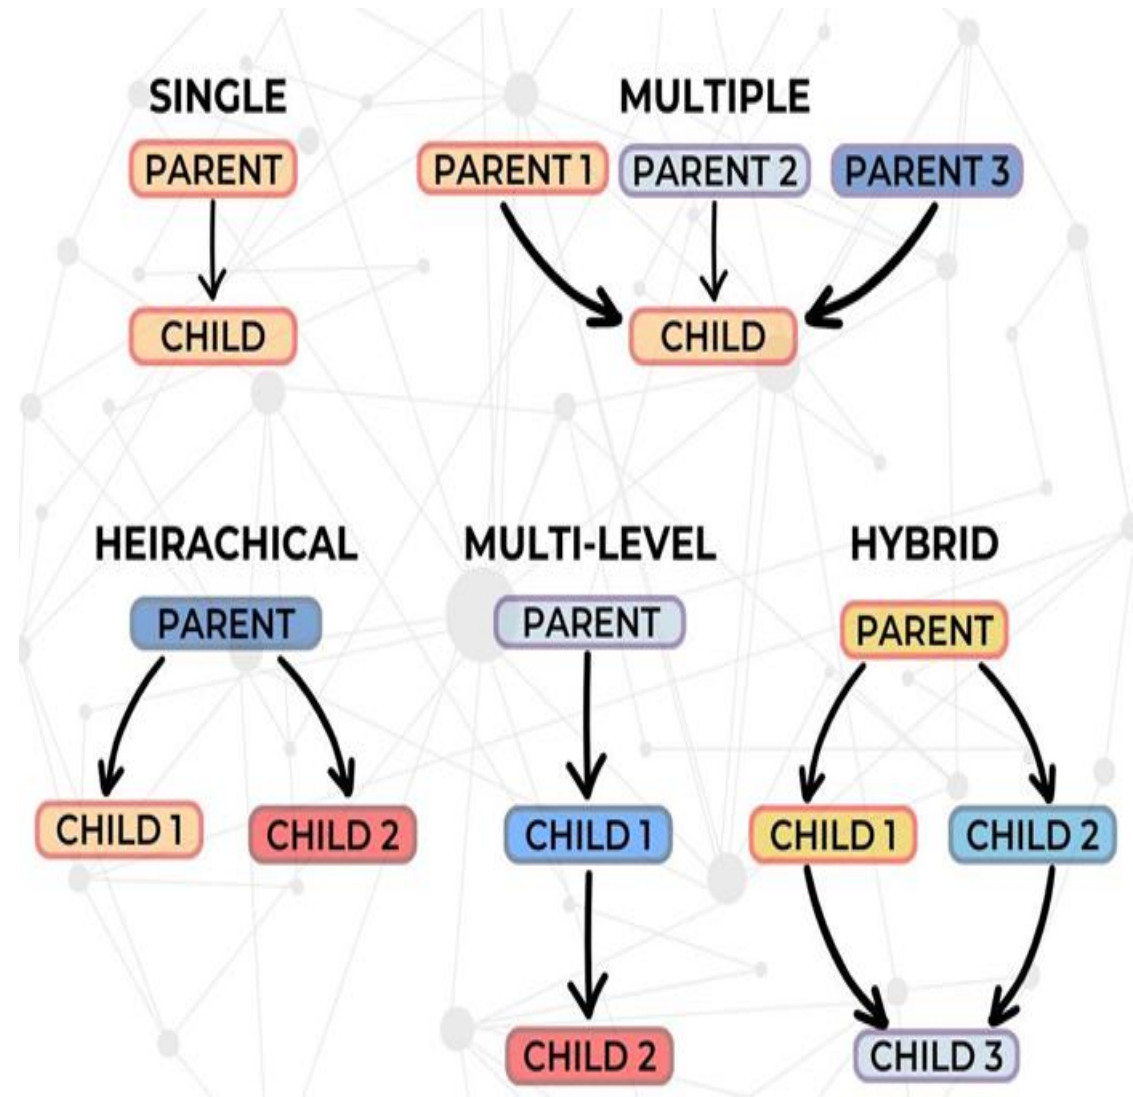 SINGLE
PARENT
CHILD
MULTIPLE
PARENT 1 PARENT 2 PARENT 3
CHILD
HEIRACHICAL
PARENT
CHILD 1 CHILD 2
MULTI-LEVEL
PARENT
CHILD 1
CHILD 2
HYBRID
PARENT
CHILD 1 CHILD 2
CHILD 3